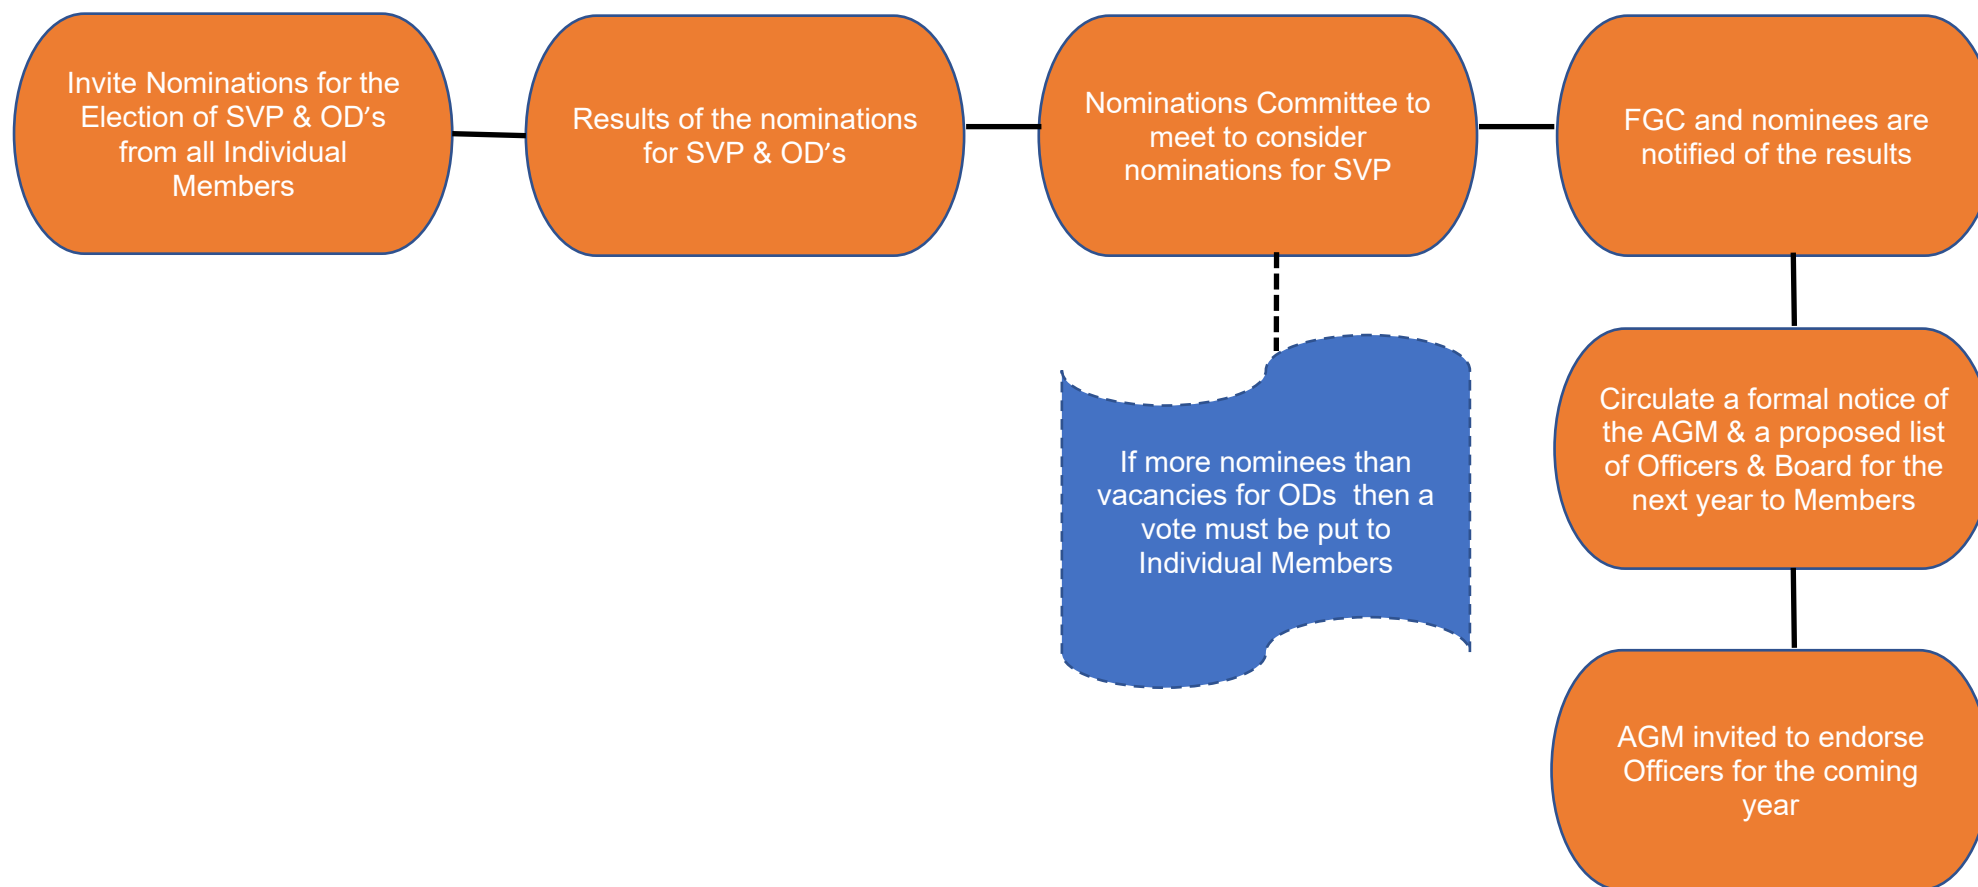 Invite Nominations for the
Election of SVP & OD’s
from all Individual
Members
Results of the nominations
for SVP & OD’s
Nominations Committee to
meet to consider
nominations for SVP
FGC and nominees are
notified of the results
If more nominees than
vacancies for ODs  then a
vote must be put to
Individual Members
Circulate a formal notice of
the AGM & a proposed list
of Officers & Board for the
next year to Members
AGM invited to endorse
Officers for the coming
year